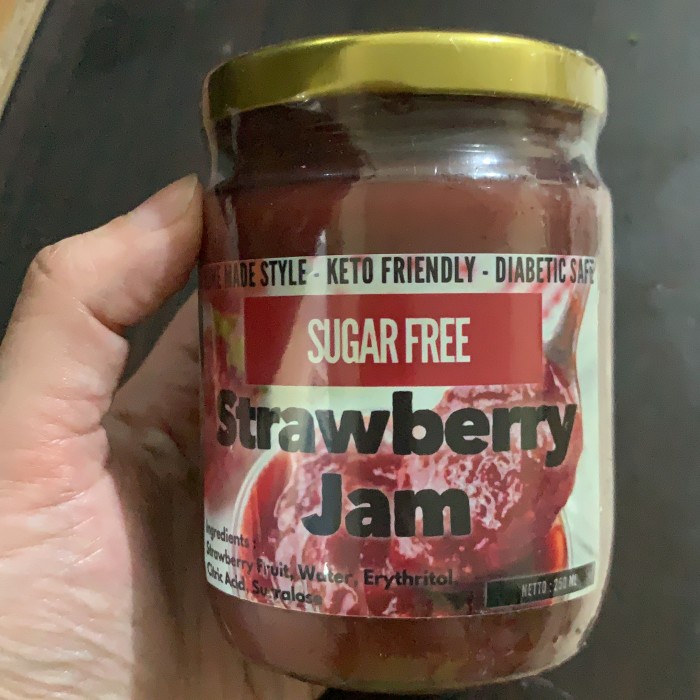 MADE STYLE - KETO FRIENDLY - DIABETIC SAFE
SUGAR FREE
Strawberry
Jam
Ingredients :
Strawberry Fruit, Water, Erythritol
Citric Acid, Sucralose
NETTO : ML